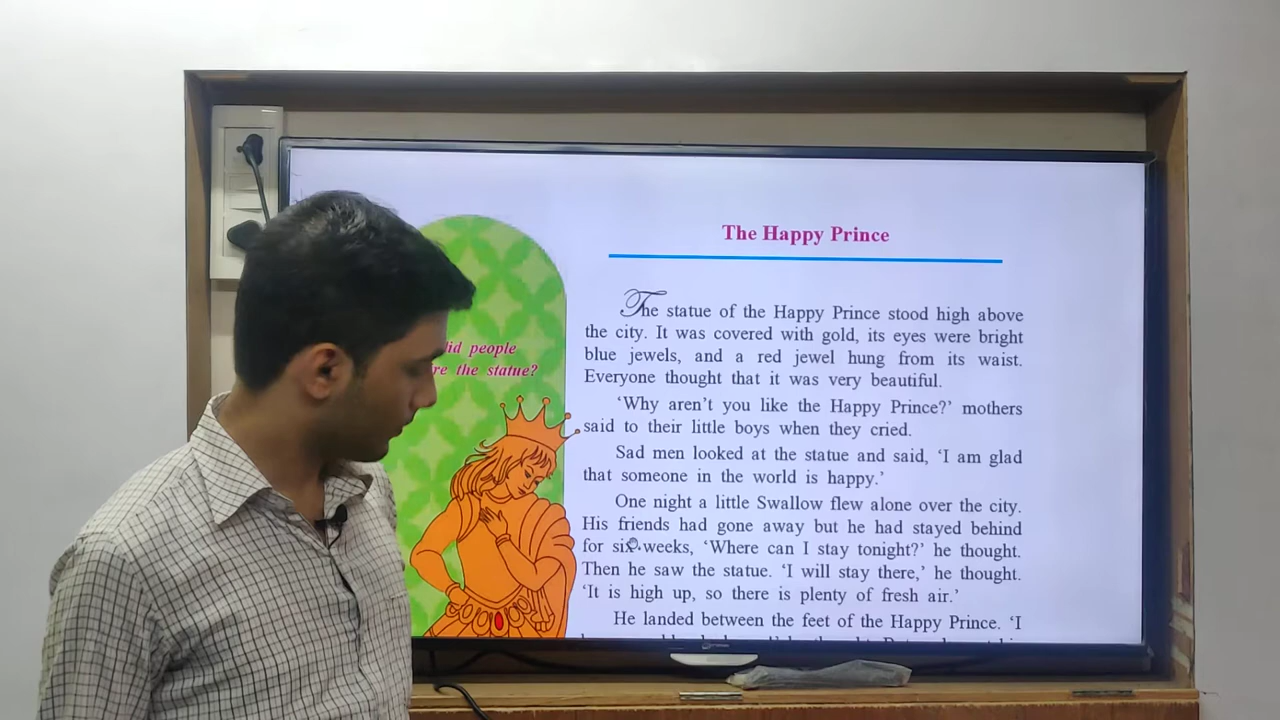 The Happy Prince
people
the statue?
The statue of the Happy Prince stood high above
the city. It was covered with gold, its eyes were bright
blue jewels, and a red jewel hung from its waist.
Everyone thought that it was very beautiful.
‘Why aren’t you like the Happy Prince?’ mothers
said to their little boys when they cried.
Sad men looked at the statue and said, ‘I am glad
that someone in the world is happy.’
One night a little Swallow flew alone over the city.
His friends had gone away but he had stayed behind
for six weeks, ‘Where can I stay tonight?’ he thought.
Then he saw the statue. ‘I will stay there,’ he thought.
‘It is high up, so there is plenty of fresh air.’
He landed between the feet of the Happy Prince. ‘I